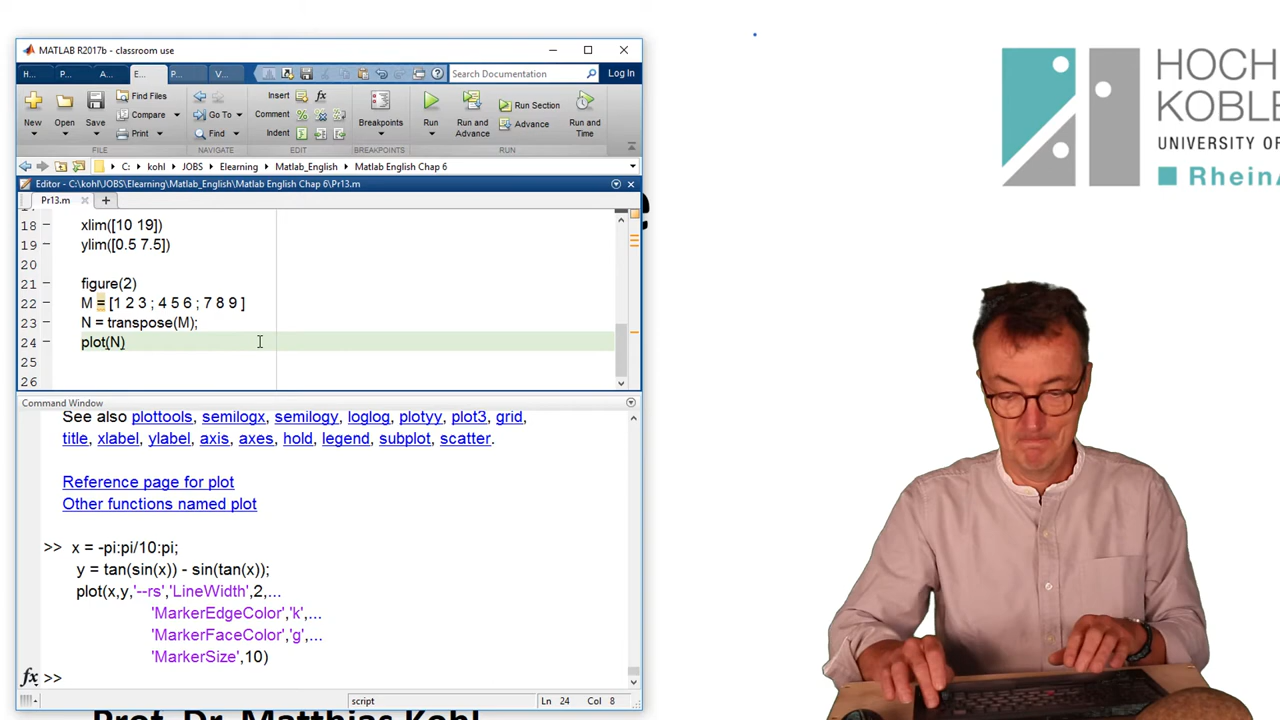 MATLAB R2017b - classroom use
H... P... A... E... P... V... Search Documentation Log In
New Open Save Find Files Compare Print
Go To Find
Insert Comment Indent
Breakpoints Run Run and Advance Run Section Advance Run and Time
FILE NAVIGATE EDIT BREAKPOINTS RUN
C: kohl JOBS Elearning Matlab_English Matlab English Chap 6
Editor - C:\kohl\JOBS\Elearning\Matlab_English\Matlab English Chap 6\Pr13.m
Pr13.m
18 xlim([10 19])
19 ylim([0.5 7.5])
20
21 figure(2)
22 M = [1 2 3 ; 4 5 6 ; 7 8 9 ]
23 N = transpose(M);
24 plot(N)
25
26
Command Window
See also plottools, semilogx, semilogy, loglog, plotyy, plot3, grid,
title, xlabel, ylabel, axis, axes, hold, legend, subplot, scatter.
Reference page for plot
Other functions named plot
>> x = -pi:pi/10:pi;
y = tan(sin(x)) - sin(tan(x));
plot(x,y,'--rs','LineWidth',2,...
'MarkerEdgeColor','k',...
'MarkerFaceColor','g',...
'MarkerSize',10)
fx >>
script Ln 24 Col 8
Prof. Dr. Matthias Kohl
HOCH
KOBLE
UNIVERSITY OF
RheinA